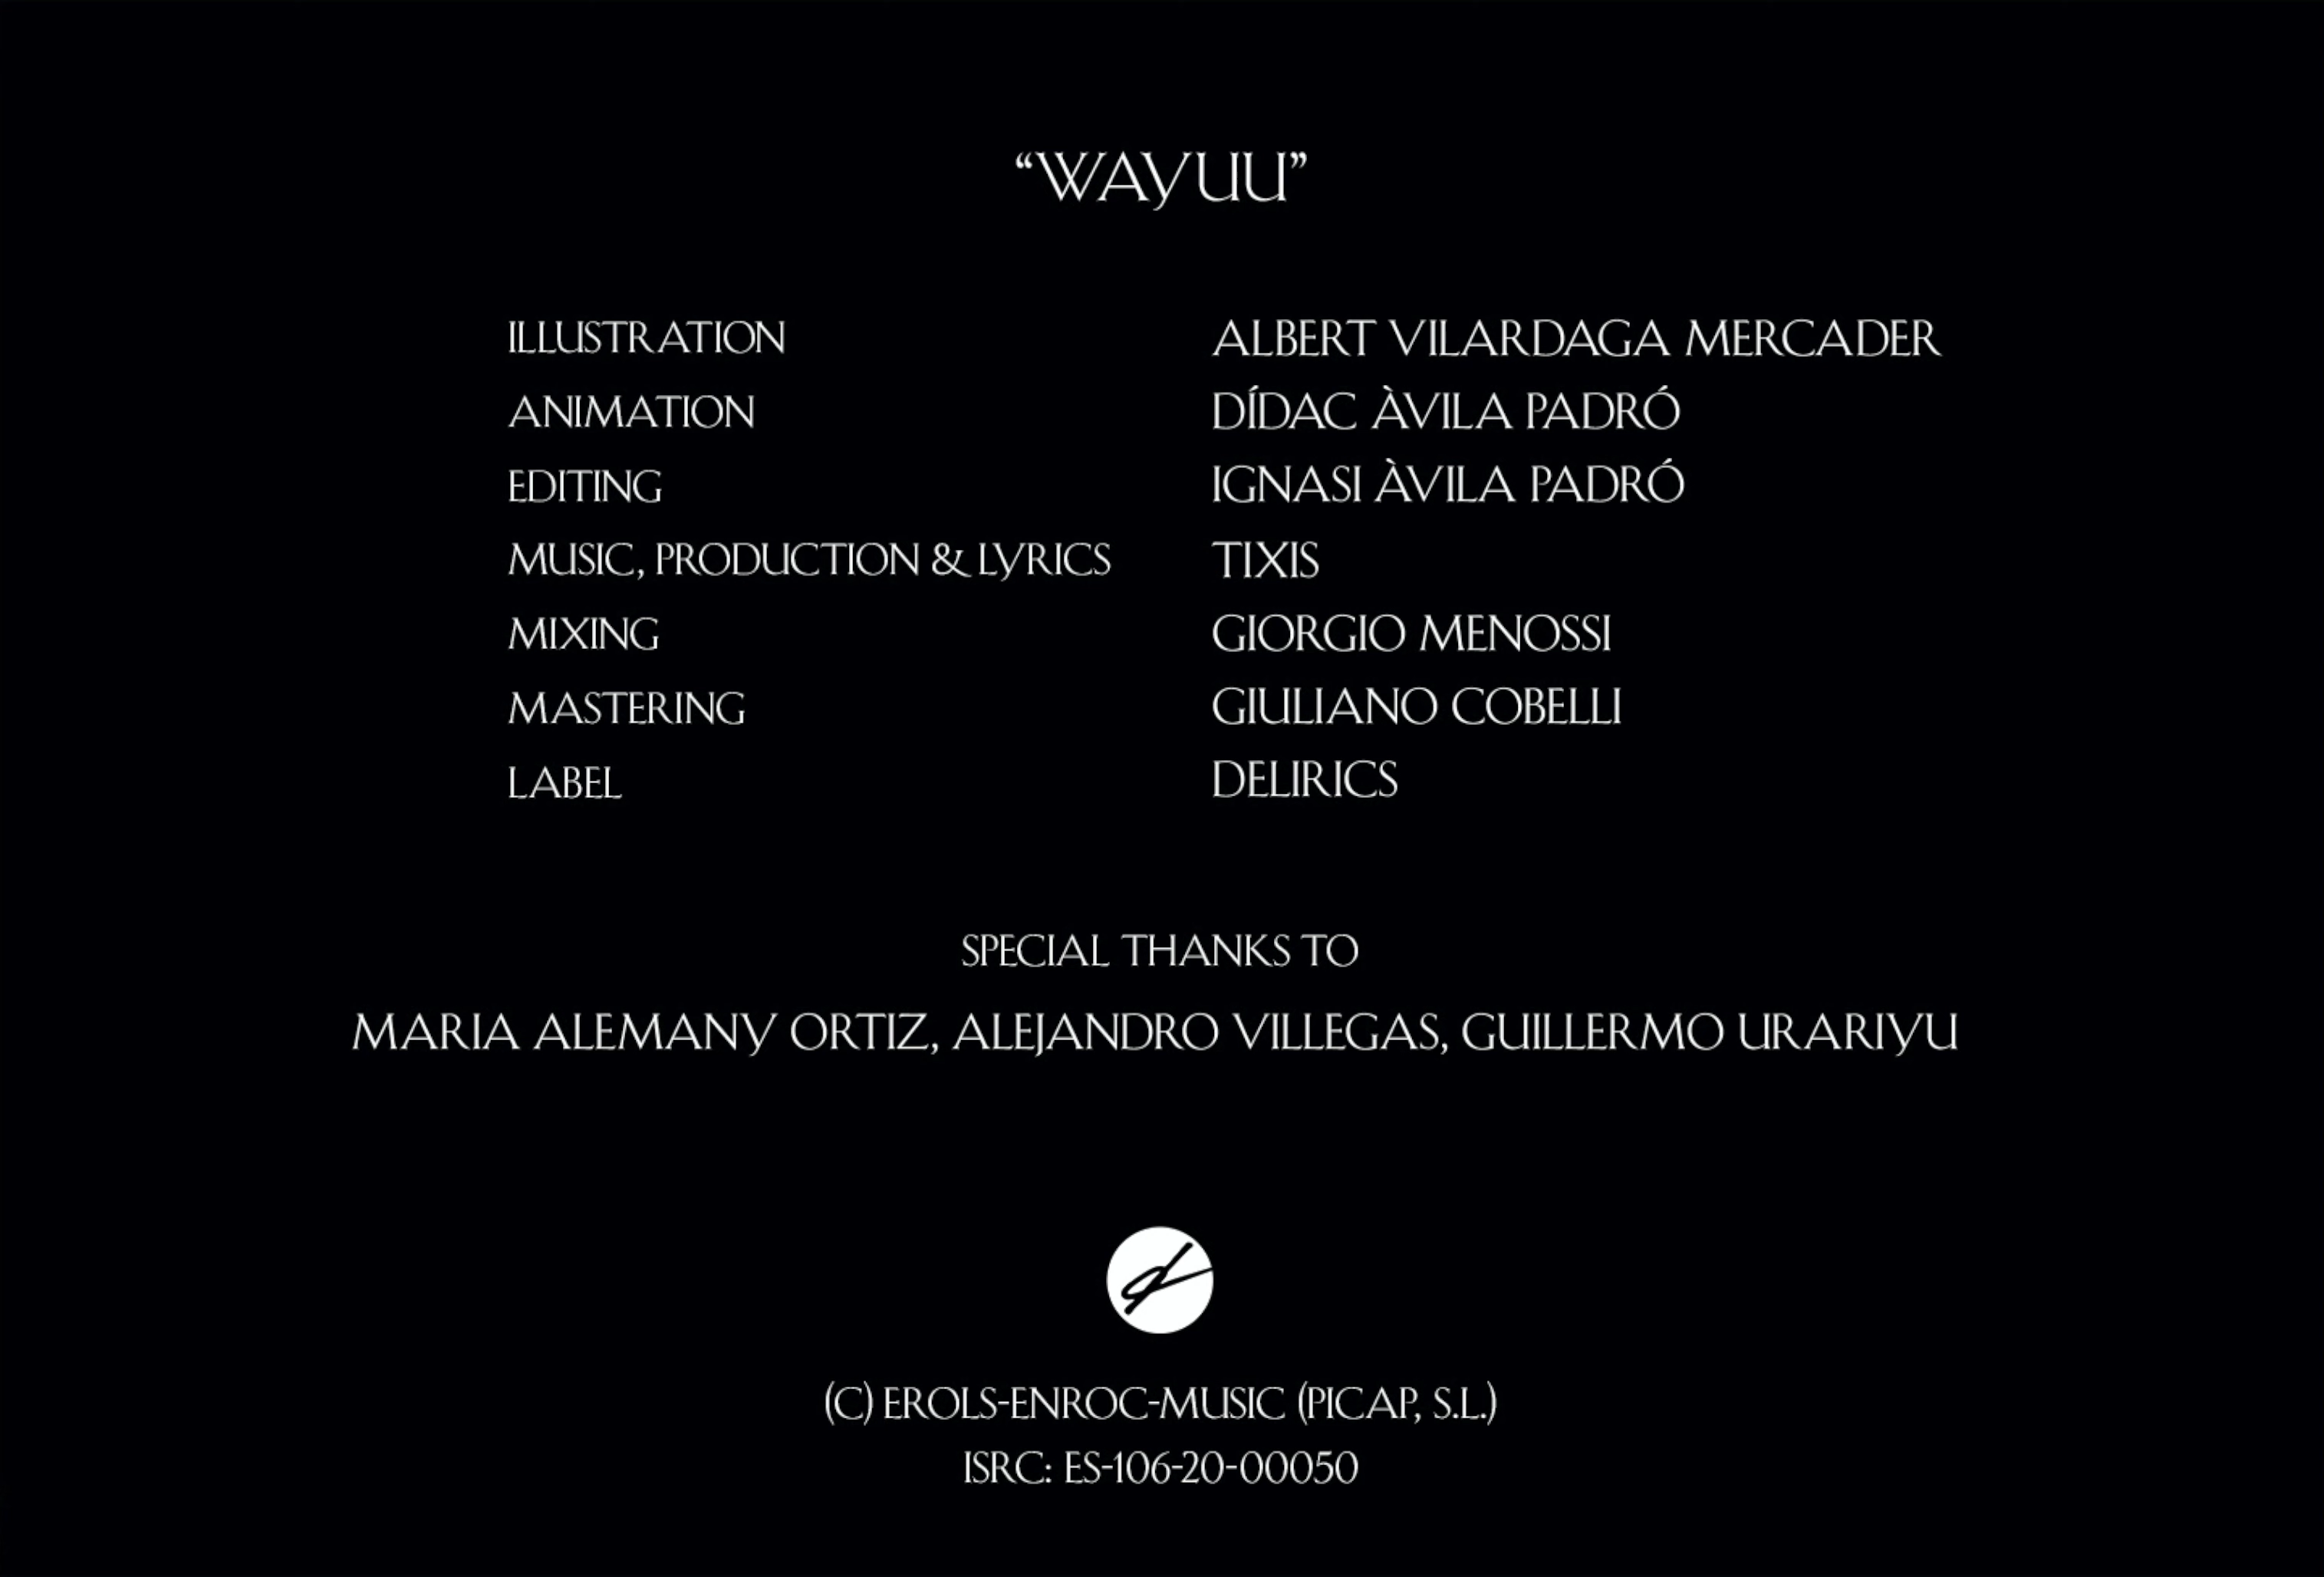 “WAYUU”
ILLUSTRATION ALBERT VILARDAGA MERCADER
ANIMATION DÍDAC ÀVILA PADRÓ
EDITING IGNASI ÀVILA PADRÓ
MUSIC, PRODUCTION & LYRICS TIXIS
MIXING GIORGIO MENOSSI
MASTERING GIULIANO COBELLI
LABEL DELIRICS
SPECIAL THANKS TO
MARIA ALEMANY ORTIZ, ALEJANDRO VILLEGAS, GUILLERMO URARIYU
(C) EROLS-ENROC-MUSIC (PICAP, S.L.)
ISRC: ES-106-20-00050